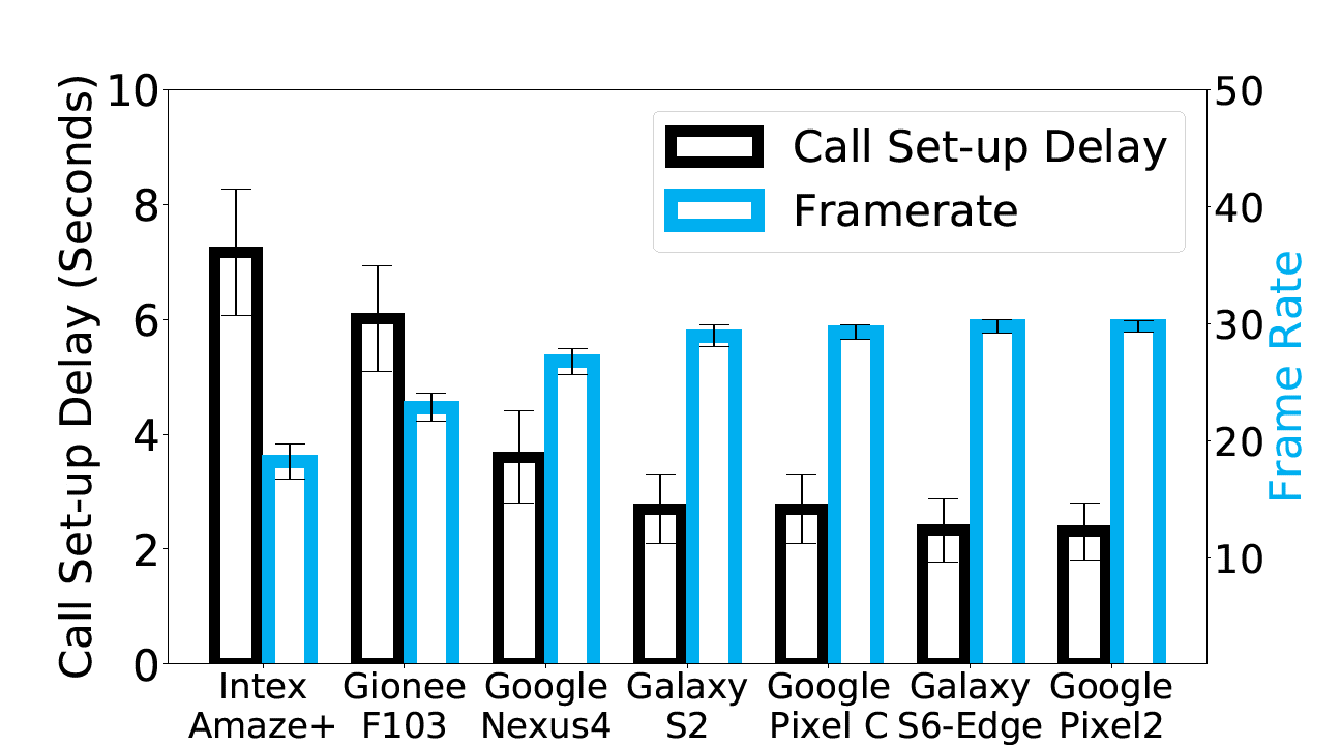 Call Set-up Delay (Seconds)
10
8
6
4
2
0
Call Set-up Delay
Framerate
50
40
30
20
10
Frame Rate
Intex Amaze+
Gionee F103
Google Nexus4
Galaxy S2
Google Pixel C
Galaxy S6-Edge
Google Pixel2